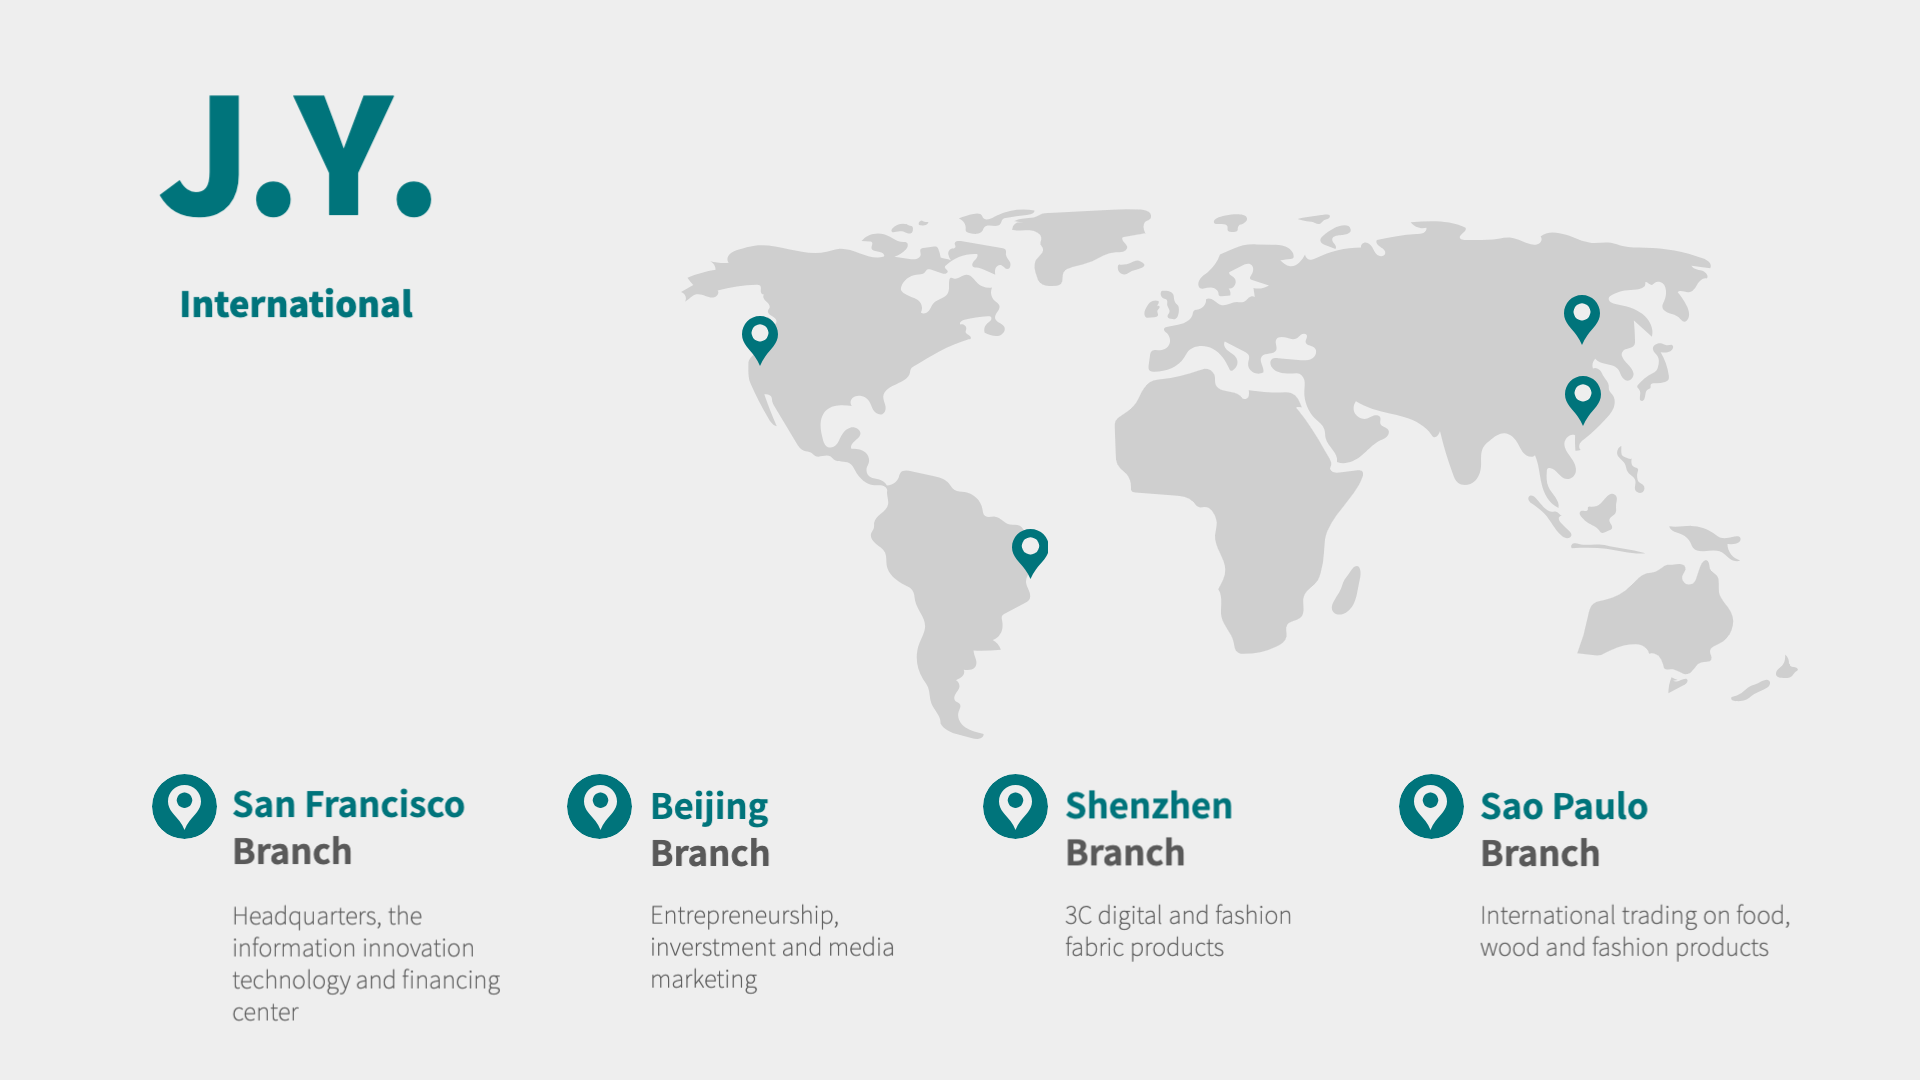 J.Y.
International
San Francisco
Branch
Headquarters, the
information innovation
technology and financing
center
Beijing
Branch
Entrepreneurship,
inverstment and media
marketing
Shenzhen
Branch
3C digital and fashion
fabric products
Sao Paulo
Branch
International trading on food,
wood and fashion products